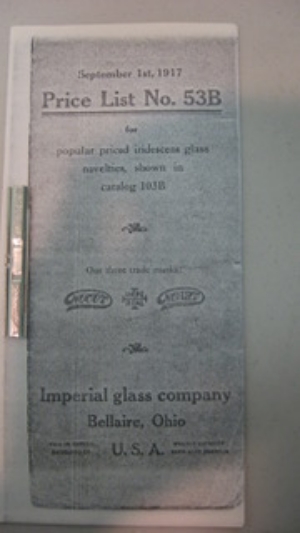 September 1st, 1917
Price List No. 53B
for
popular priced iridescent glass
novelties, shown in
catalog 103B
Our three trade marks:
NUCUT
Imperial glass company
Bellaire, Ohio
U. S. A.